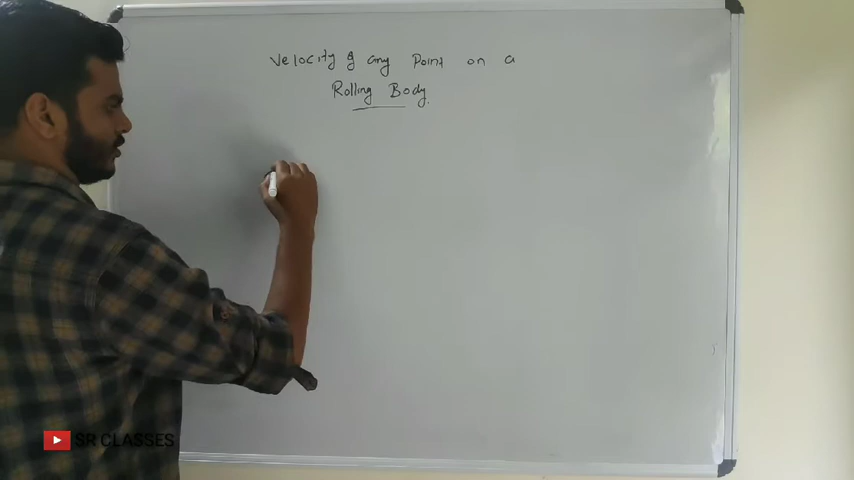 Velocity of any Point on a
Rolling Body.
SR CLASSES